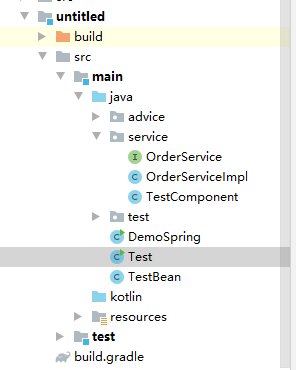 untitled
build
src
main
java
advice
service
OrderService
OrderServiceImpl
TestComponent
test
DemoSpring
Test
TestBean
kotlin
resources
test
build.gradle